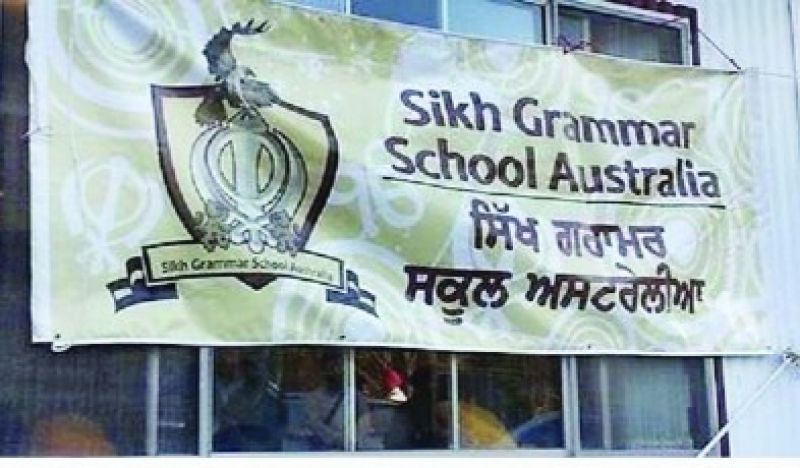 Sikh Grammar
School Australia
ਸਿੱਖ ਗਰਾਮਰ
ਸਕੂਲ ਅਸਟਰੇਲੀਆ
Sikh Grammar School Australia